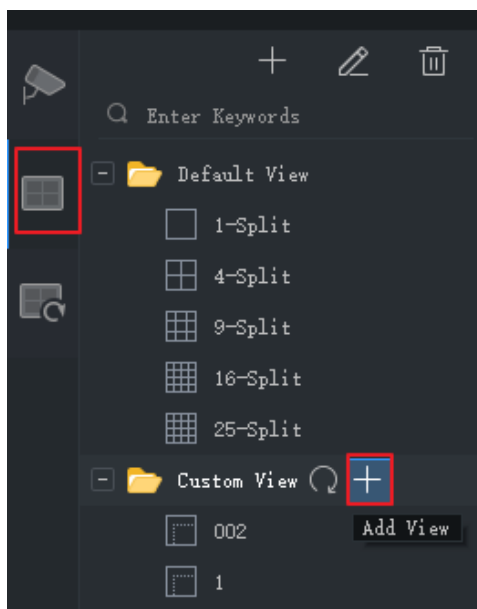 Enter Keywords
Default View
1-Split
4-Split
9-Split
16-Split
25-Split
Custom View
002
Add View
1